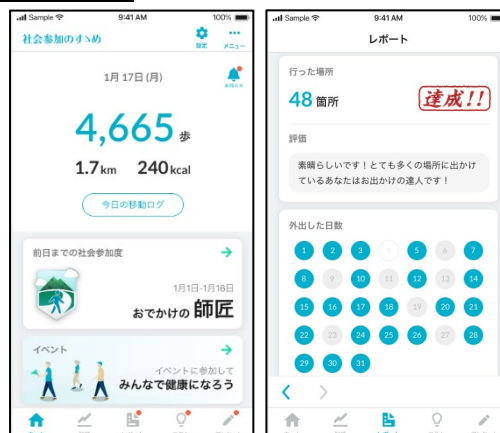 Sample
9:41 AM
100%
社会参加のすゝめ
設定
メニュー
1月17日(月)
お知らせ
4,665 歩
1.7km 240kcal
今日の移動ログ
前日までの社会参加度
1月1日-1月16日
おでかけの 師匠
イベント
イベントに参加して
みんなで健康になろう
Sample
9:41 AM
100%
レポート
行った場所
48 箇所
達成!!
評価
素晴らしいです!とても多くの場所に出かけ
ているあなたはお出かけの達人です!
外出した日数
1 2 3 4 5 6 7
8 9 10 11 12 13 14
15 16 17 18 19 20 21
22 23 24 25 26 27 28
29 30 31